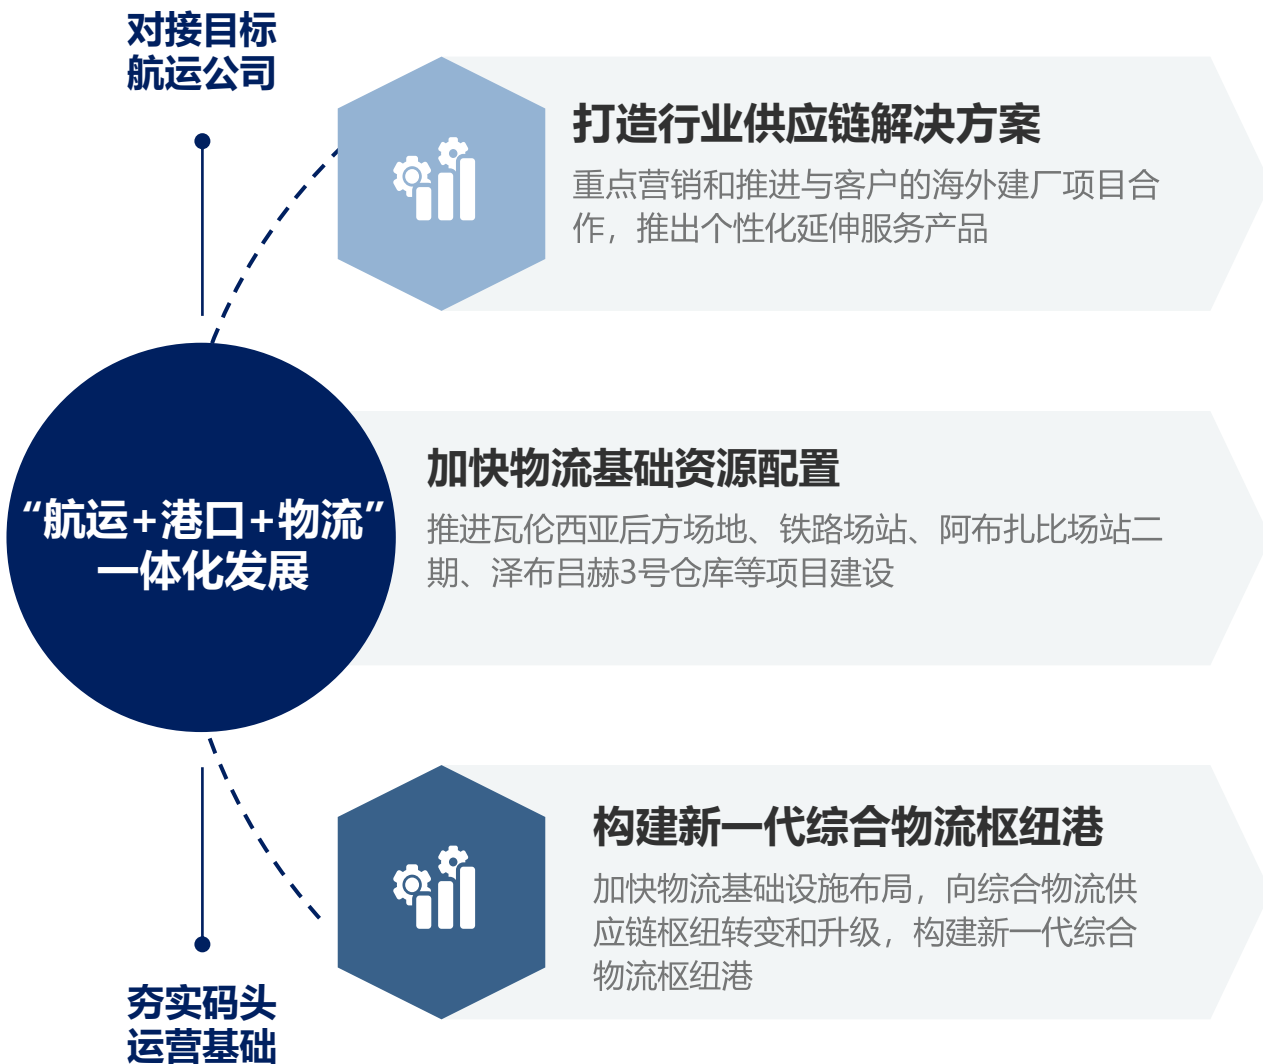 对接目标
航运公司
打造行业供应链解决方案
重点营销和推进与客户的海外建厂项目合
作，推出个性化延伸服务产品
“航运+港口+物流”
一体化发展
加快物流基础资源配置
推进瓦伦西亚后方场地、铁路场站、阿布扎比场站二
期、泽布吕赫3号仓库等项目建设
构建新一代综合物流枢纽港
加快物流基础设施布局，向综合物流供
应链枢纽转变和升级，构建新一代综合
物流枢纽港
夯实码头
运营基础